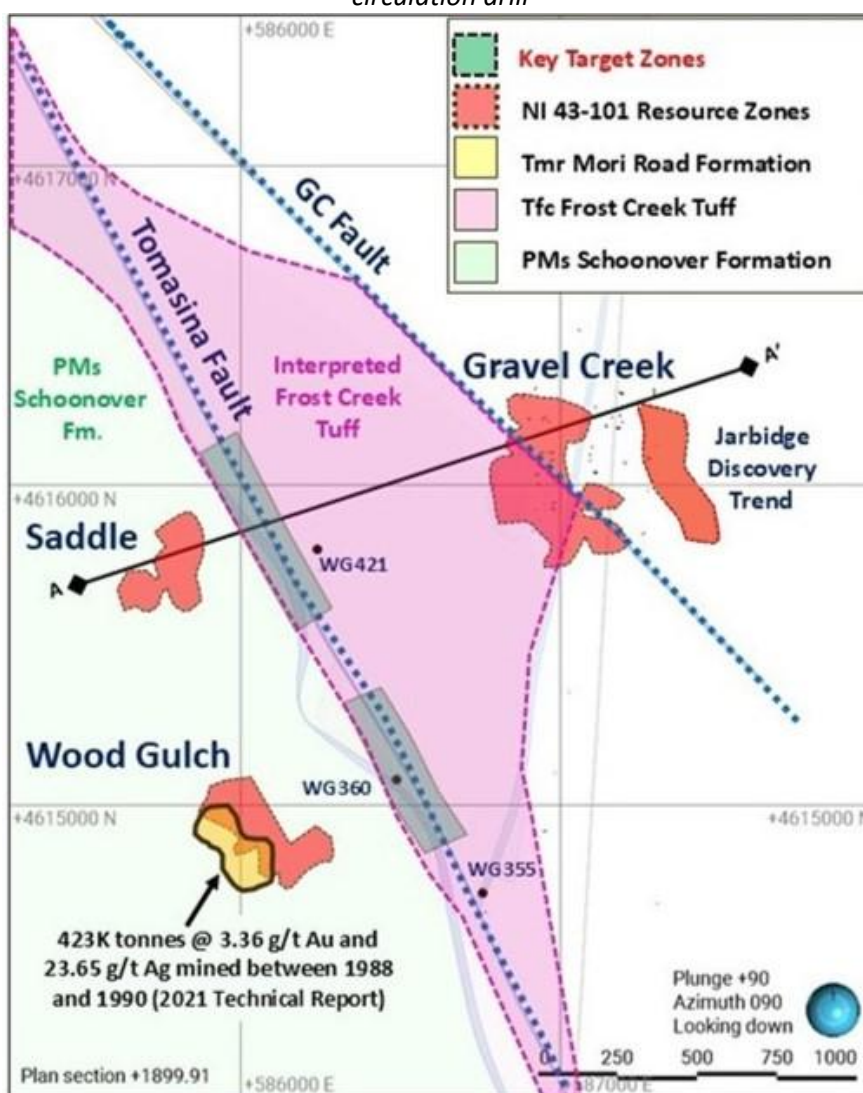 circulation drill
+586000 E
Key Target Zones
NI 43-101 Resource Zones
Tmr Mori Road Formation
Tfc Frost Creek Tuff
PMs Schoonover Formation
+4617000 N
GC Fault
Tomasina Fault
PMs
Schoonover
Fm.
Interpreted
Frost Creek
Tuff
Gravel Creek
A'
Jarbidge
Discovery
Trend
+4616000 N
Saddle
A
WG421
Wood Gulch
WG360
+4615000 N
+4615000 N
WG355
423K tonnes @ 3.36 g/t Au and
23.65 g/t Ag mined between 1988
and 1990 (2021 Technical Report)
Plunge +90
Azimuth 090
Looking down
0 250 500 750 1000
Plan section +1899.91
+586000 E
87000 E